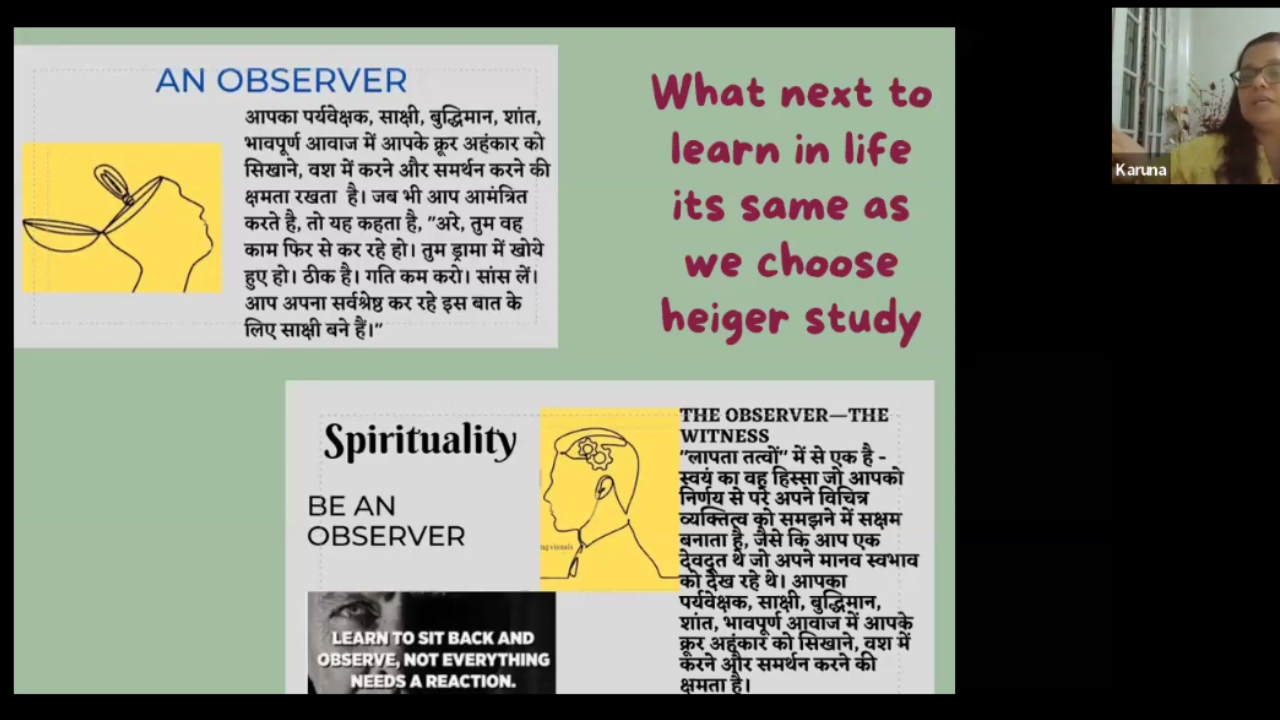 AN OBSERVER
आपका पर्यवेक्षक, साक्षी, बुद्धिमान, शांत,
भावपूर्ण आवाज में आपके क्रूर अहंकार को
सिखाने, वश में करने और समर्थन करने की
क्षमता रखता है। जब भी आप आमंत्रित
करते है, तो यह कहता है, "अरे, तुम वह
काम फिर से कर रहे हो। तुम ड्रामा में खोये
हुए हो। ठीक है। गति कम करो। सांस लें।
आप अपना सर्वश्रेष्ठ कर रहे इस बात के
लिए साक्षी बने हैं।"
What next to
learn in life
its same as
we choose
heiger study
Karuna
Spirituality
BE AN
OBSERVER
LEARN TO SIT BACK AND
OBSERVE, NOT EVERYTHING
NEEDS A REACTION.
ng visuals
THE OBSERVER—THE
WITNESS
"लापता तत्वों" में से एक है -
स्वयं का वह हिस्सा जो आपको
निर्णय से परे अपने विचित्र
व्यक्तित्व को समझने में सक्षम
बनाता है, जैसे कि आप एक
देवदूत थे जो अपने मानव स्वभाव
को देख रहे थे। आपका
पर्यवेक्षक, साक्षी, बुद्धिमान,
शांत, भावपूर्ण आवाज में आपके
क्रूर अहंकार को सिखाने, वश में
करने और समर्थन करने की
क्षमता है।